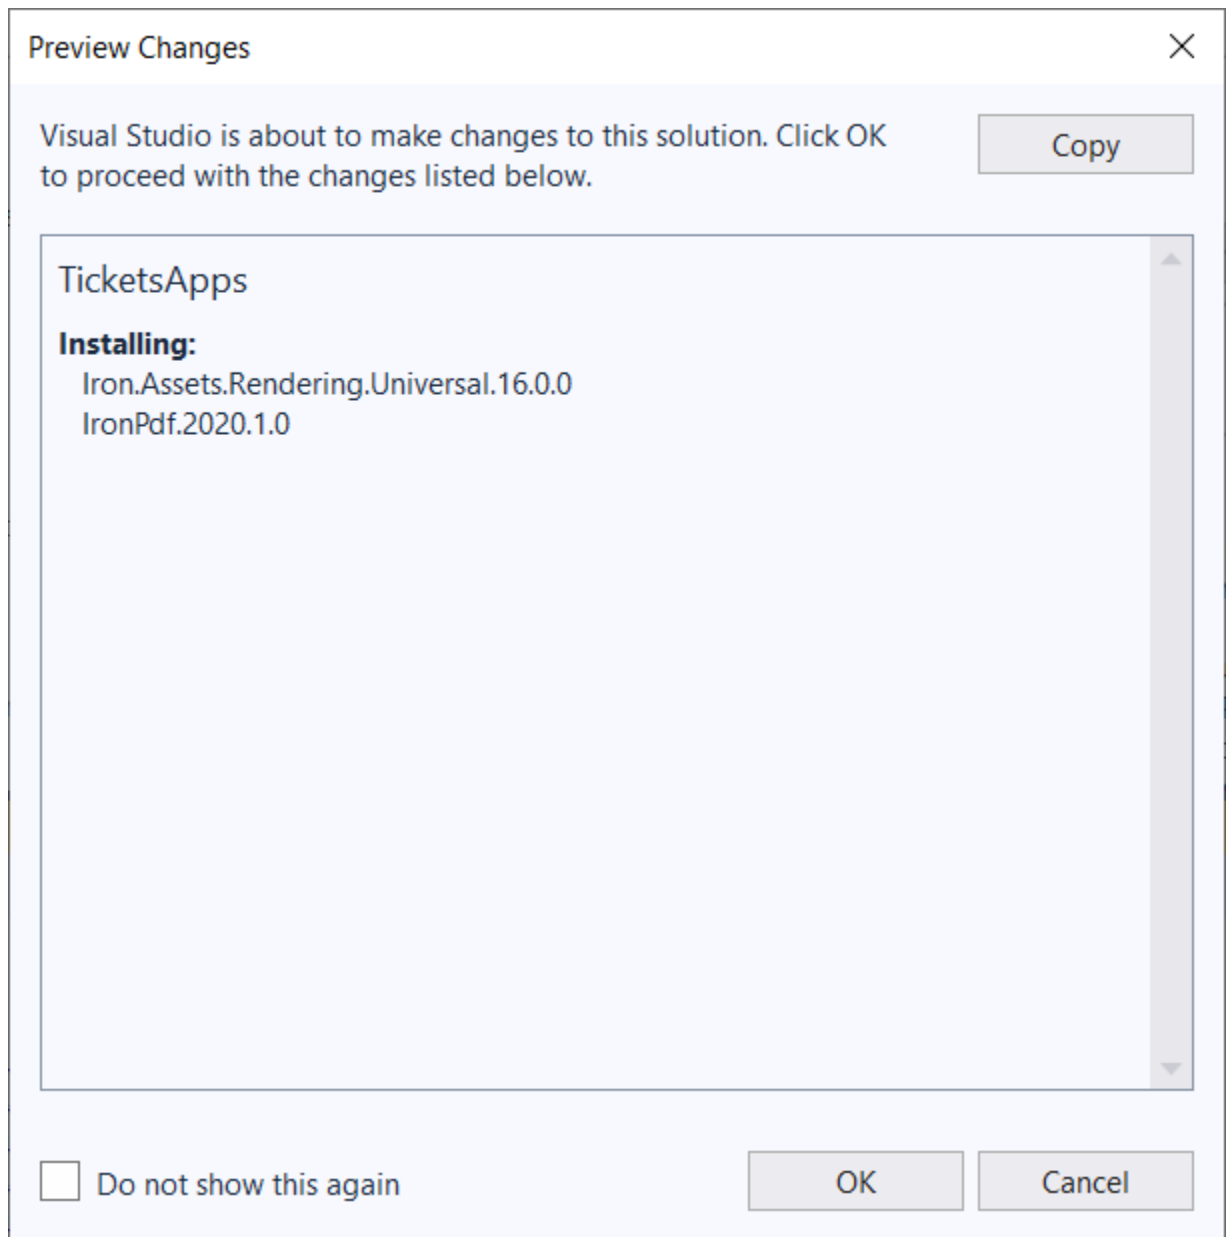 Preview Changes
Visual Studio is about to make changes to this solution. Click OK
to proceed with the changes listed below.
Copy
TicketsApps
Installing:
Iron.Assets.Rendering.Universal.16.0.0
IronPdf.2020.1.0
Do not show this again
OK
Cancel